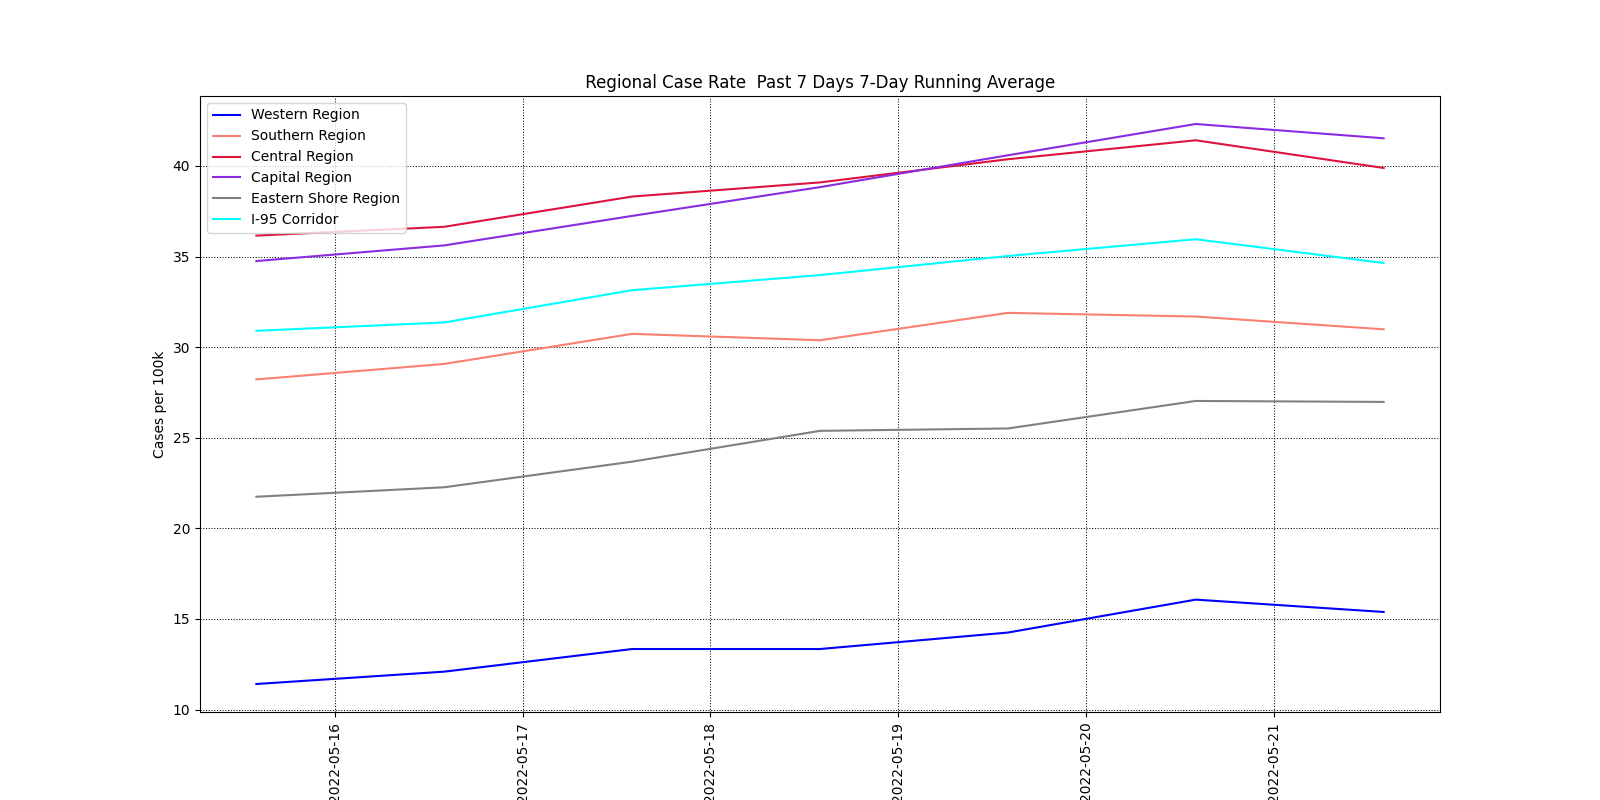 Regional Case Rate  Past 7 Days 7-Day Running Average
Western Region
Southern Region
Central Region
Capital Region
Eastern Shore Region
I-95 Corridor
Cases per 100k
40
35
30
25
20
15
10
2022-05-16
2022-05-17
2022-05-18
2022-05-19
2022-05-20
2022-05-21